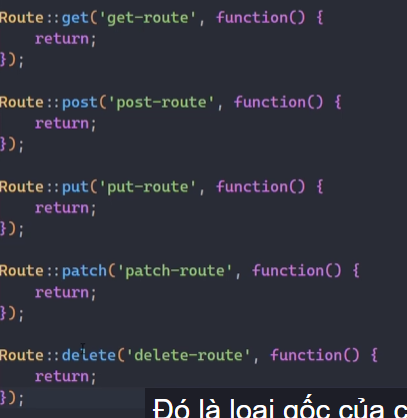 Route::get('get-route', function() {
return;
});
Route::post('post-route', function() {
return;
});
Route::put('put-route', function() {
return;
});
Route::patch('patch-route', function() {
return;
});
Route::delete('delete-route', function() {
return;
});
Đó là loại gốc của